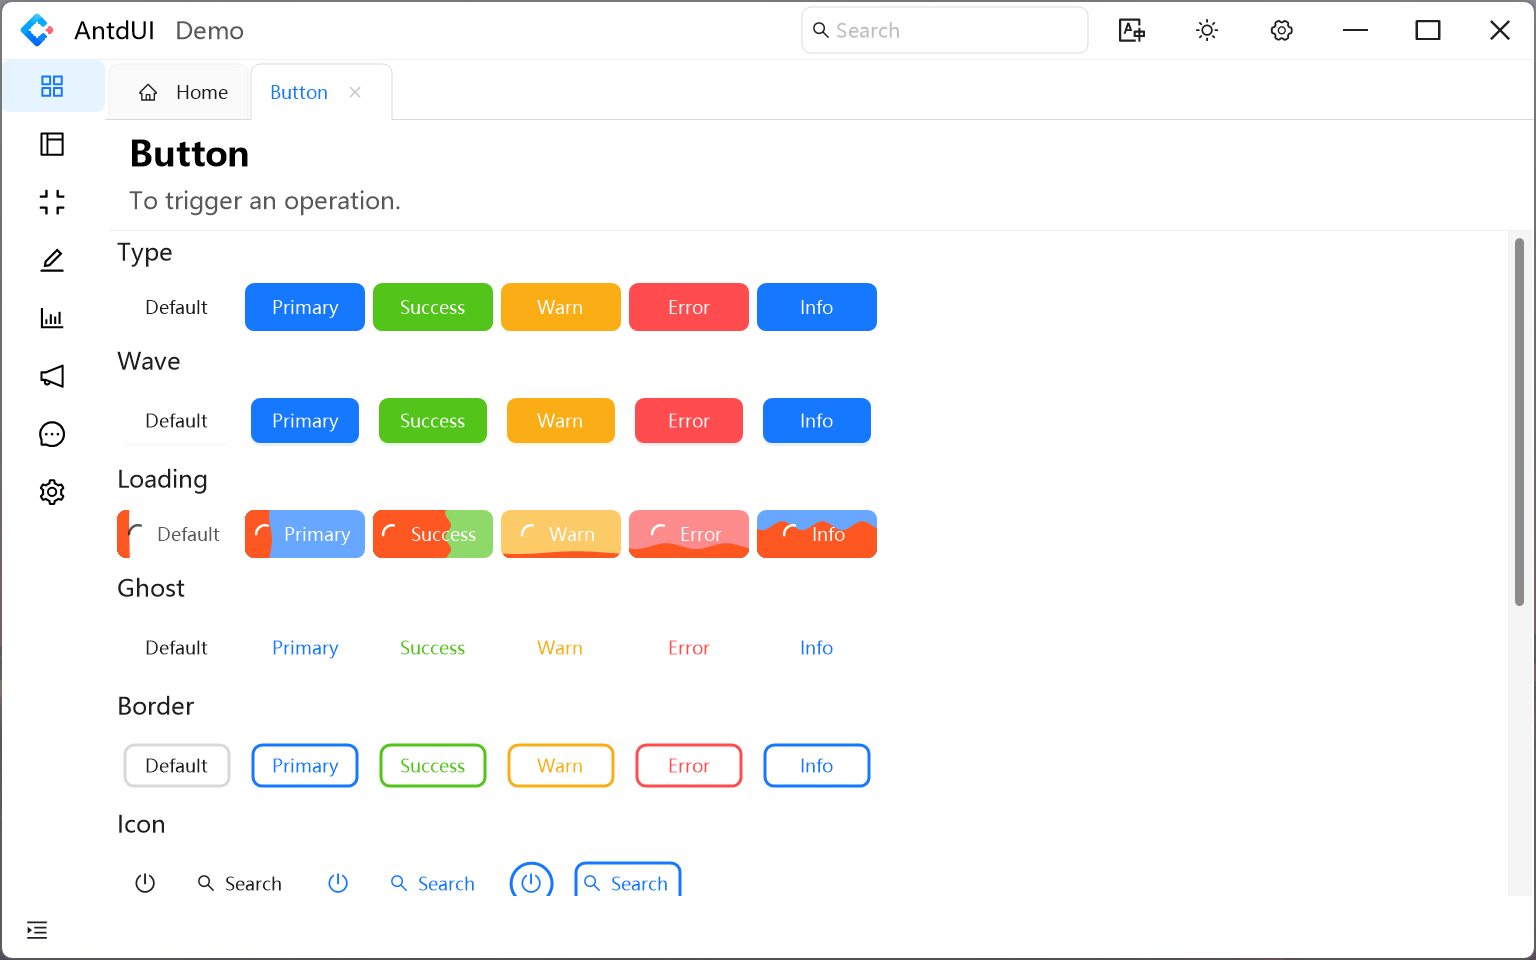 AntdUI Demo
Search
Home
Button
Button
To trigger an operation.
Type
Default Primary Success Warn Error Info
Wave
Default Primary Success Warn Error Info
Loading
Default Primary Success Warn Error Info
Ghost
Default Primary Success Warn Error Info
Border
Default Primary Success Warn Error Info
Icon
Search Search Search